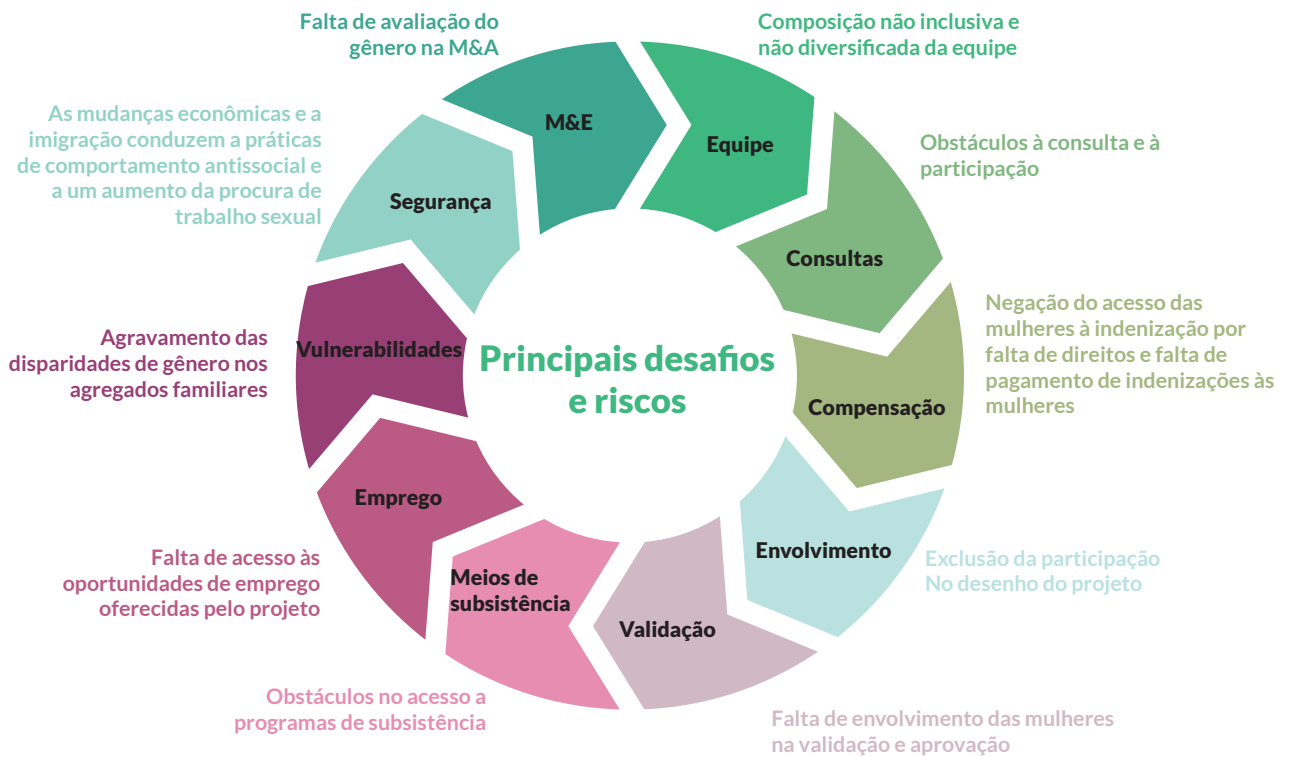 Principais desafios
e riscos
Equipe
Composição não inclusiva e
não diversificada da equipe
Consultas
Obstáculos à consulta e à
participação
Compensação
Negação do acesso das
mulheres à indenização por
falta de direitos e falta de
pagamento de indenizações às
mulheres
Envolvimento
Exclusão da participação
No desenho do projeto
Validação
Falta de envolvimento das mulheres
na validação e aprovação
Meios de
subsistência
Obstáculos no acesso a
programas de subsistência
Emprego
Falta de acesso às
oportunidades de emprego
oferecidas pelo projeto
Vulnerabilidades
Agravamento das
disparidades de gênero nos
agregados familiares
Segurança
As mudanças econômicas e a
imigração conduzem a práticas
de comportamento antissocial e
a um aumento da procura de
trabalho sexual
M&E
Falta de avaliação do
gênero na M&A